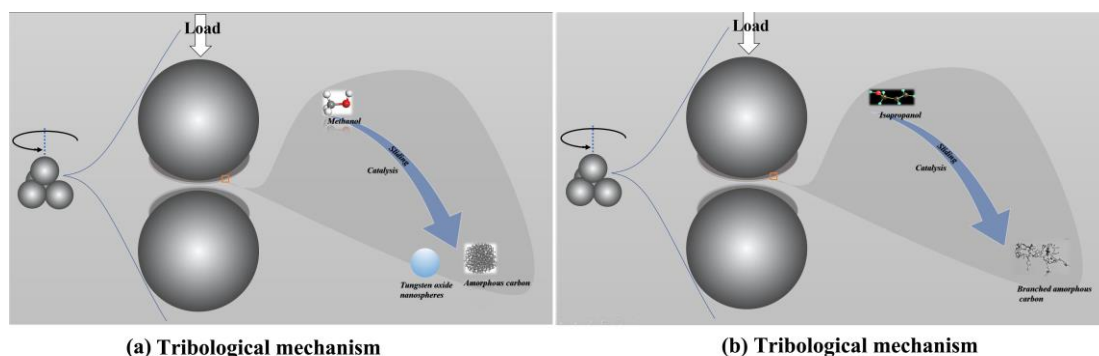 Load
Methanol
Sliding
Catalysis
Tungsten oxide
nanospheres
Amorphous carbon
(a) Tribological mechanism
Load
Isopropanol
Sliding
Catalysis
Branched amorphous
carbon
(b) Tribological mechanism